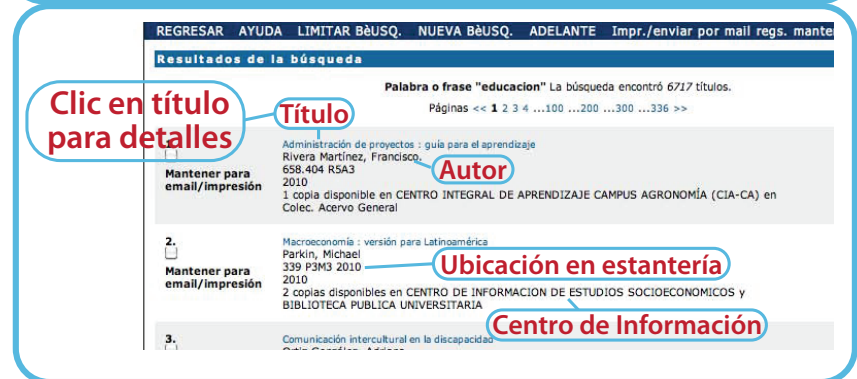 REGRESAR AYUDA LIMITAR BèUSQ. NUEVA BèUSQ. ADELANTE Impr./enviar por mail regs. mante
Resultados de la búsqueda
Palabra o frase "educacion" La búsqueda encontró 6717 títulos.
Páginas << 1 2 3 4 ...100 ...200 ...300 ...336 >>
Clic en título
para detalles
Título
Administración de proyectos : guía para el aprendizaje
Rivera Martínez, Francisco.
Autor
Mantener para
email/impresión
658.404 R5A3
2010
1 copia disponible en CENTRO INTEGRAL DE APRENDIZAJE CAMPUS AGRONOMÍA (CIA-CA) en
Colec. Acervo General
2.
Mantener para
email/impresión
Macroeconomía : versión para Latinoamérica
Parkin, Michael
339 P3M3 2010
Ubicación en estantería
2010
2 copias disponibles en CENTRO DE INFORMACION DE ESTUDIOS SOCIOECONOMICOS y
BIBLIOTECA PUBLICA UNIVERSITARIA
Centro de Información
3.
Comunicación intercultural en la discapacidad